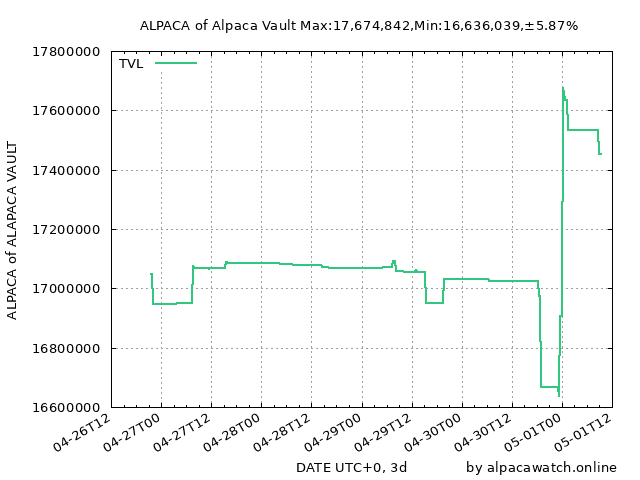 ALPACA of Alpaca Vault Max:17,674,842,Min:16,636,039,±5.87%
17800000
TVL
17600000
17400000
17200000
17000000
16800000
16600000
ALPACA of ALAPACA VAULT
04-26T12
04-27T00
04-27T12
04-28T00
04-28T12
04-29T00
04-29T12
04-30T00
04-30T12
05-01T00
05-01T12
DATE UTC+0, 3d
by alpacawatch.online